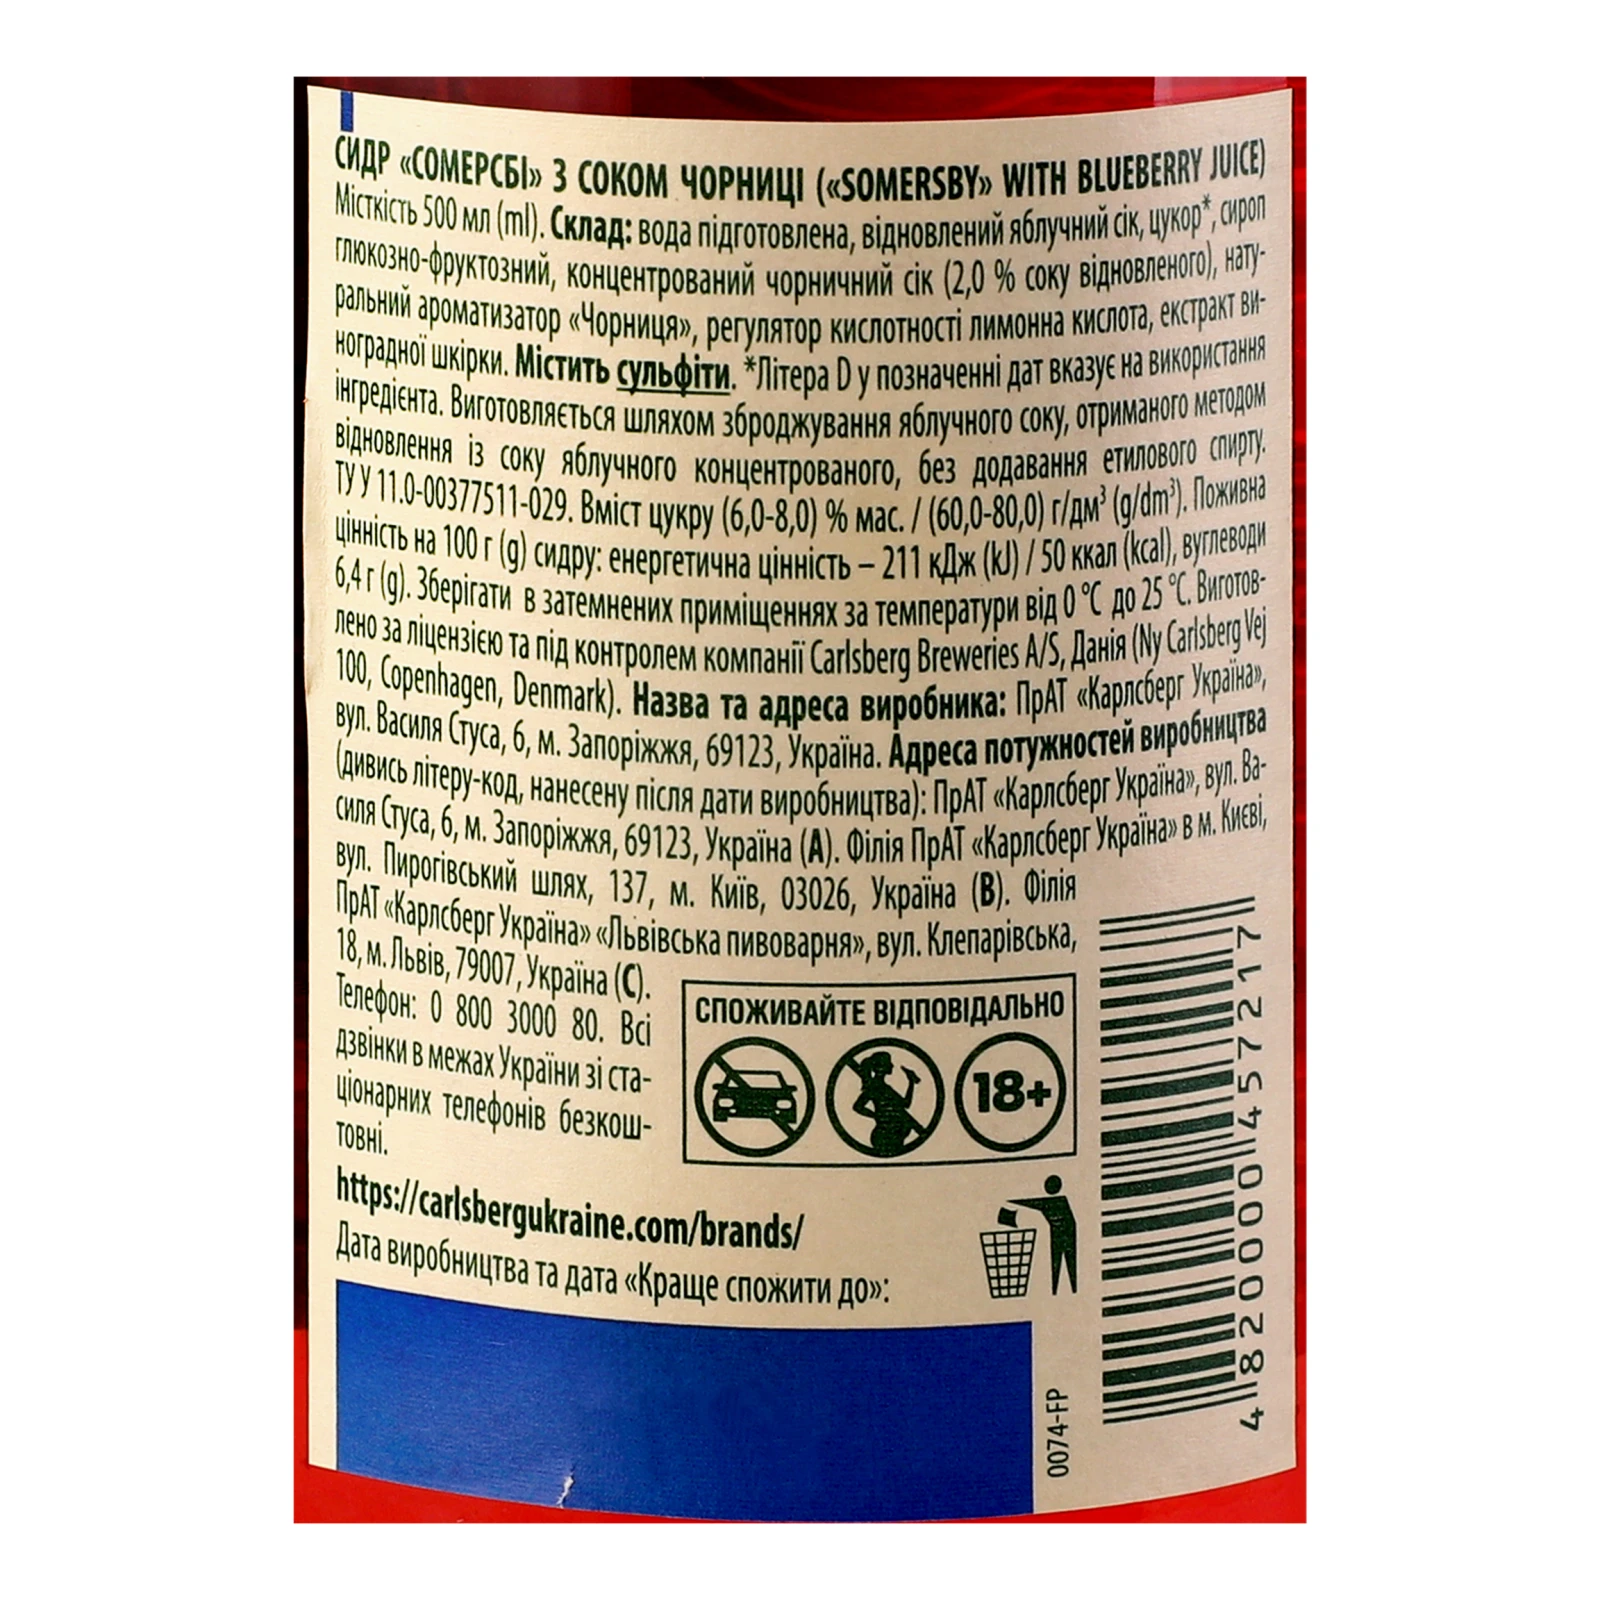 СИДР «СОМЕРСБІ» З СОКОМ ЧОРНИЦІ («SOMERSBY» WITH BLUEBERRY JUICE)
Місткість 500 мл (ml). Склад: вода підготовлена, відновлений яблучний сік, цукор*, сироп
глюкозно-фруктозний, концентрований чорничний сік (2,0 % соку відновленого), нату-
ральний ароматизатор «Чорниця», регулятор кислотності лимонна кислота, екстракт ви-
ноградної шкірки. Містить сульфіти. *Літера D у позначенні дат вказує на використання
інгредієнта. Виготовляється шляхом зброджування яблучного соку, отриманого методом
відновлення із соку яблучного концентрованого, без додавання етилового спирту.
ТУ У 11.0-00377511-029. Вміст цукру (6,0-8,0) % мас. / (60,0-80,0) г/дм³ (g/dm³). Поживна
цінність на 100 г (g) сидру: енергетична цінність – 211 кДж (kJ) / 50 ккал (kcal), вуглеводи
6,4 г (g). Зберігати в затемнених приміщеннях за температури від 0 °С до 25 °С. Виготов-
лено за ліцензією та під контролем компанії Carlsberg Breweries A/S, Данія (Ny Carlsberg Vej
100, Copenhagen, Denmark). Назва та адреса виробника: ПрАТ «Карлсберг Україна»,
вул. Василя Стуса, 6, м. Запоріжжя, 69123, Україна. Адреса потужностей виробництва
(дивись літеру-код, нанесену після дати виробництва): ПрАТ «Карлсберг Україна», вул. Ва-
силя Стуса, 6, м. Запоріжжя, 69123, Україна (А). Філія ПрАТ «Карлсберг Україна» в м. Києві,
вул. Пирогівський шлях, 137, м. Київ, 03026, Україна (В). Філія
ПрАТ «Карлсберг Україна» «Львівська пивоварня», вул. Клепарівська,
18, м. Львів, 79007, Україна (С).
Телефон: 0 800 3000 80. Всі
дзвінки в межах України зі ста-
ціонарних телефонів безкош-
товні.
СПОЖИВАЙТЕ ВІДПОВІДАЛЬНО
18+
https://carlsbergukraine.com/brands/
Дата виробництва та дата «Краще спожити до»:
0074-FP
4 820000 457217